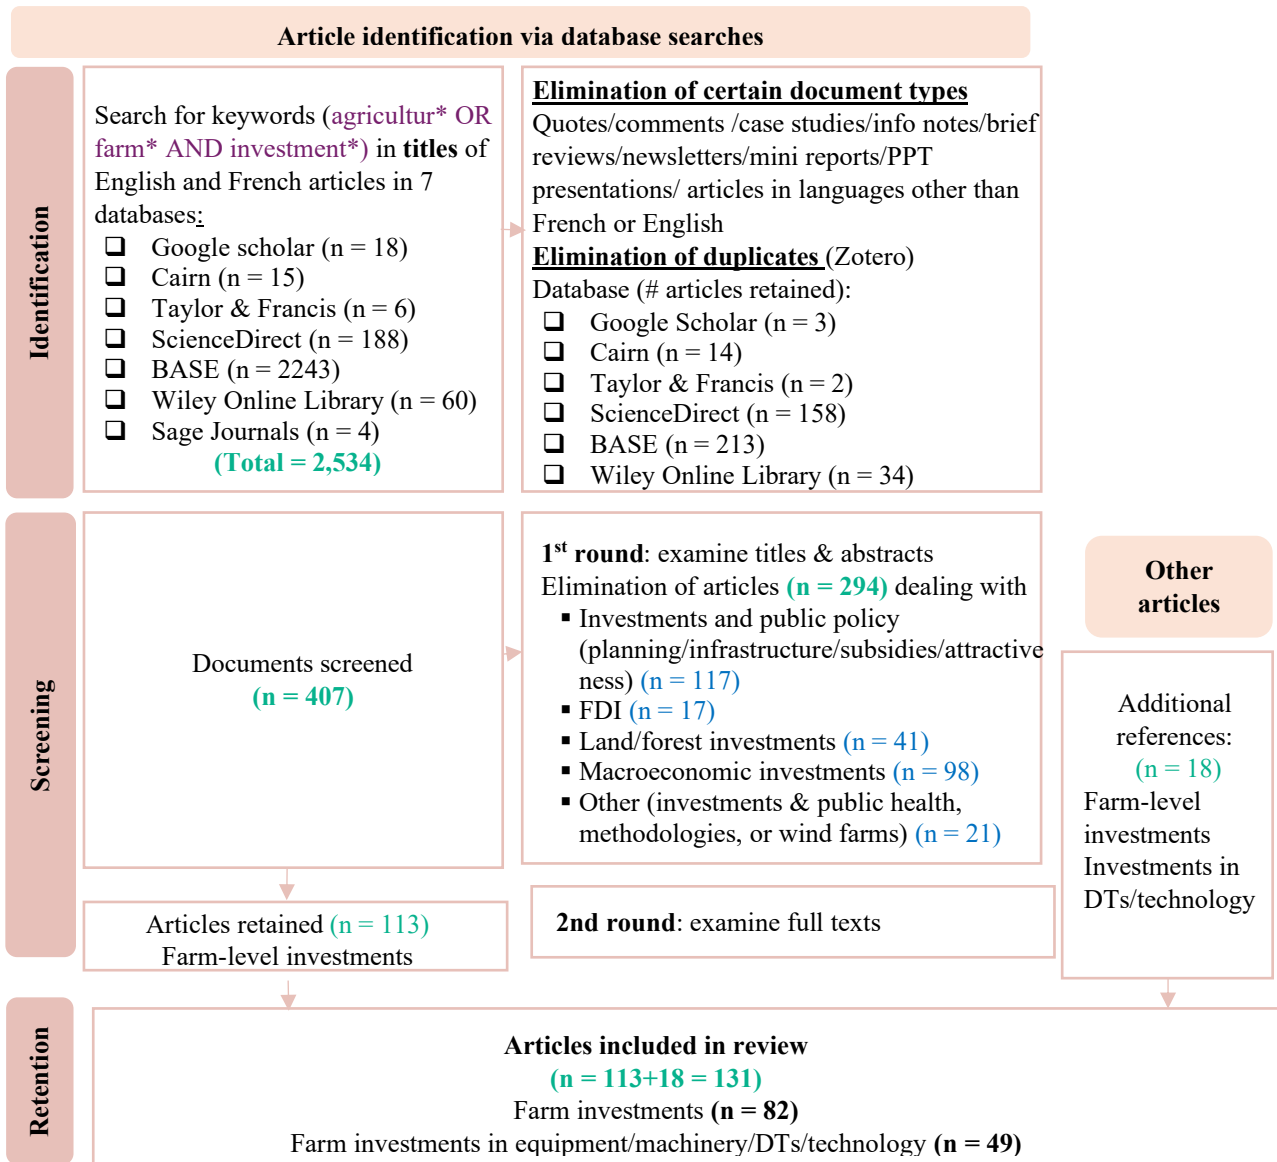 Article identification via database searches
Identification
Search for keywords (agricultur* OR
farm* AND investment*) in titles of
English and French articles in 7
databases:
❑ Google scholar (n = 18)
❑ Cairn (n = 15)
❑ Taylor & Francis (n = 6)
❑ ScienceDirect (n = 188)
❑ BASE (n = 2243)
❑ Wiley Online Library (n = 60)
❑ Sage Journals (n = 4)
(Total = 2,534)
Elimination of certain document types
Quotes/comments /case studies/info notes/brief
reviews/newsletters/mini reports/PPT
presentations/ articles in languages other than
French or English
Elimination of duplicates (Zotero)
Database (# articles retained):
❑ Google Scholar (n = 3)
❑ Cairn (n = 14)
❑ Taylor & Francis (n = 2)
❑ ScienceDirect (n = 158)
❑ BASE (n = 213)
❑ Wiley Online Library (n = 34)
Screening
Documents screened
(n = 407)
1st round: examine titles & abstracts
Elimination of articles (n = 294) dealing with
▪ Investments and public policy
(planning/infrastructure/subsidies/attractive
ness) (n = 117)
▪ FDI (n = 17)
▪ Land/forest investments (n = 41)
▪ Macroeconomic investments (n = 98)
▪ Other (investments & public health,
methodologies, or wind farms) (n = 21)
Other
articles
Additional
references:
(n = 18)
Farm-level
investments
Investments in
DTs/technology
Articles retained (n = 113)
Farm-level investments
2nd round: examine full texts
Retention
Articles included in review
(n = 113+18 = 131)
Farm investments (n = 82)
Farm investments in equipment/machinery/DTs/technology (n = 49)